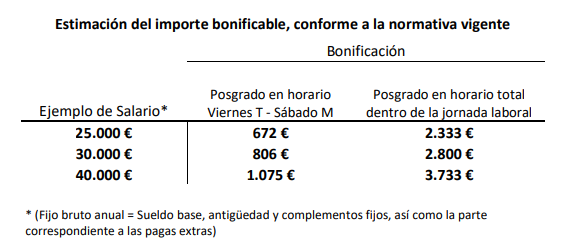 Estimación del importe bonificable, conforme a la normativa vigente
Bonificación
Ejemplo de Salario* Posgrado en horario Viernes T - Sábado M Posgrado en horario total dentro de la jornada laboral
25.000 € 672 € 2.333 €
30.000 € 806 € 2.800 €
40.000 € 1.075 € 3.733 €
* (Fijo bruto anual = Sueldo base, antigüedad y complementos fijos, así como la parte
correspondiente a las pagas extras)